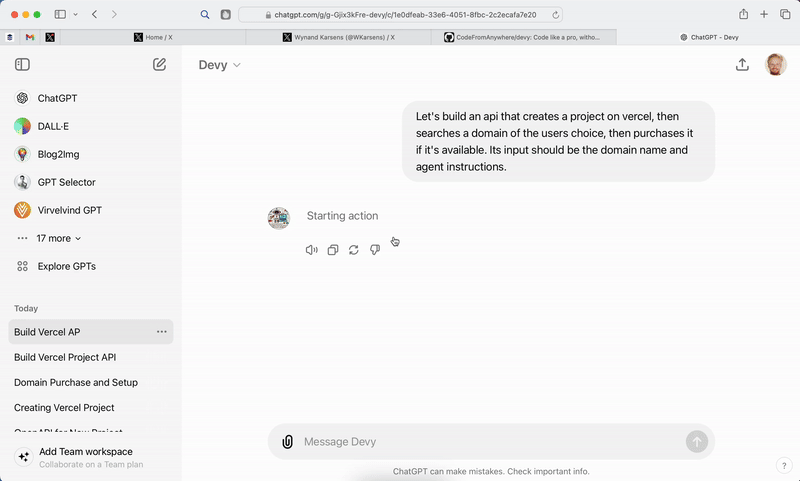 chatgpt.com/g/g-Gjix3kFre-devy/c/1e0dfeab-33e6-4051-8fbc-2c2ecafa7e20
Home / X
Wynand Karsens (@WKarsens) / X
CodeFromAnywhere/devy: Code like a pro, witho...
ChatGPT - Devy
Devy
ChatGPT
DALL·E
Blog2Img
GPT Selector
Virvelvind GPT
17 more
Explore GPTs
Today
Build Vercel AP
Build Vercel Project API
Domain Purchase and Setup
Creating Vercel Project
OpenAPI for New Project
Add Team workspace
Collaborate on a Team plan
Let's build an api that creates a project on vercel, then
searches a domain of the users choice, then purchases it
if it's available. Its input should be the domain name and
agent instructions.
Starting action
Message Devy
ChatGPT can make mistakes. Check important info.
?